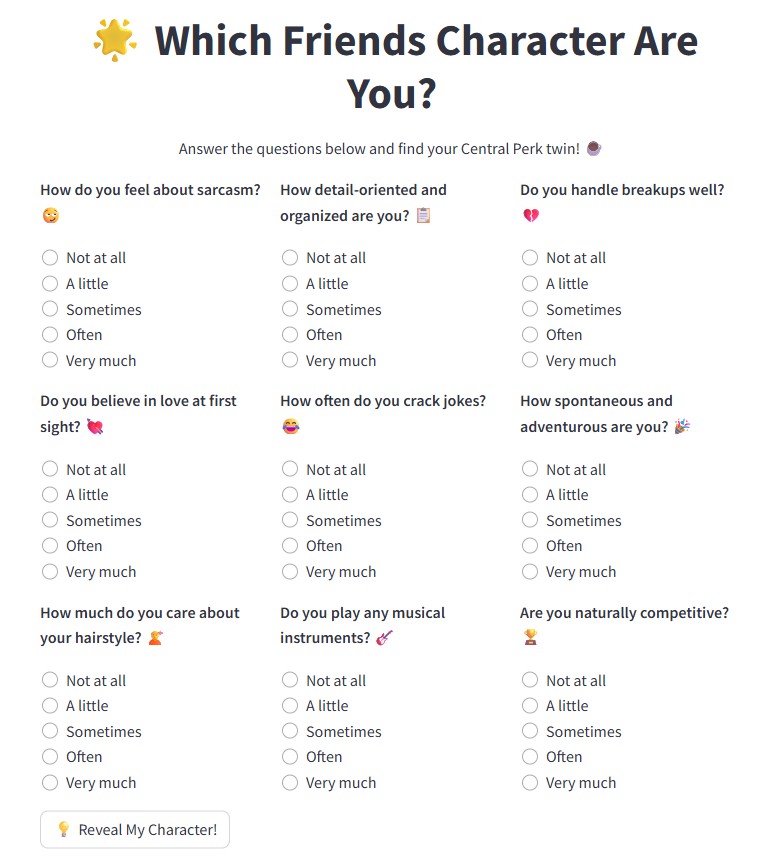 Which Friends Character Are
You?
Answer the questions below and find your Central Perk twin!
How do you feel about sarcasm?
Not at all
A little
Sometimes
Often
Very much
How detail-oriented and
organized are you?
Not at all
A little
Sometimes
Often
Very much
Do you handle breakups well?
Not at all
A little
Sometimes
Often
Very much
Do you believe in love at first
sight?
Not at all
A little
Sometimes
Often
Very much
How often do you crack jokes?
Not at all
A little
Sometimes
Often
Very much
How spontaneous and
adventurous are you?
Not at all
A little
Sometimes
Often
Very much
How much do you care about
your hairstyle?
Not at all
A little
Sometimes
Often
Very much
Do you play any musical
instruments?
Not at all
A little
Sometimes
Often
Very much
Are you naturally competitive?
Not at all
A little
Sometimes
Often
Very much
Reveal My Character!